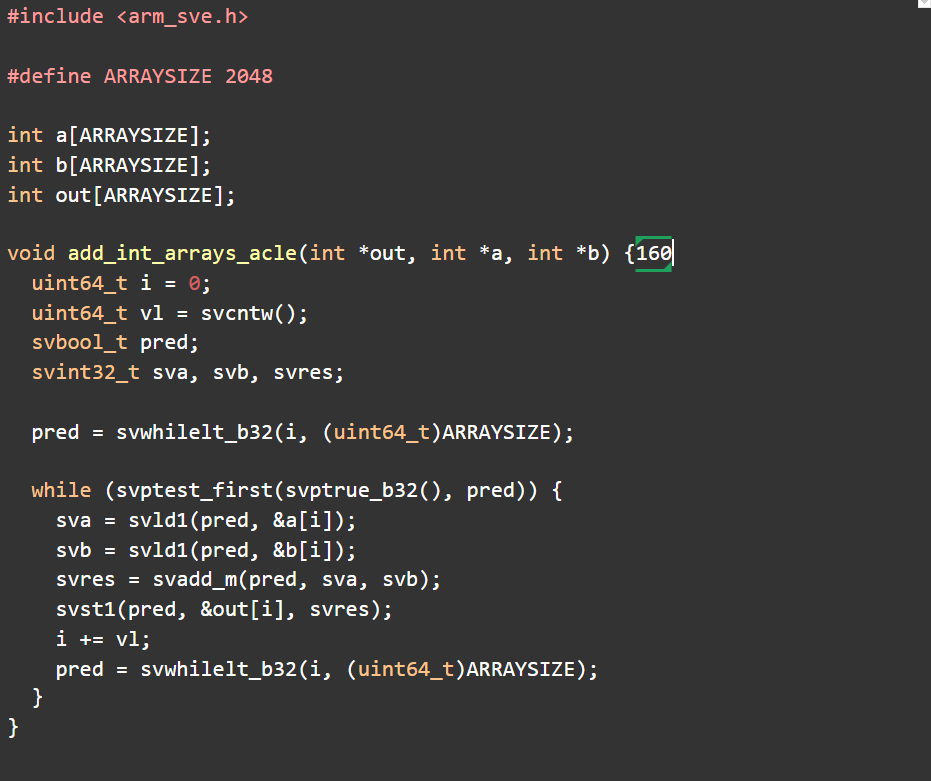 #include <arm_sve.h>
#define ARRAYSIZE 2048
int a[ARRAYSIZE];
int b[ARRAYSIZE];
int out[ARRAYSIZE];
void add_int_arrays_acle(int *out, int *a, int *b) {160
uint64_t i = 0;
uint64_t vl = svcntw();
svbool_t pred;
svint32_t sva, svb, svres;
pred = svwhilelt_b32(i, (uint64_t)ARRAYSIZE);
while (svptest_first(svptrue_b32(), pred)) {
sva = svld1(pred, &a[i]);
svb = svld1(pred, &b[i]);
svres = svadd_m(pred, sva, svb);
svst1(pred, &out[i], svres);
i += vl;
pred = svwhilelt_b32(i, (uint64_t)ARRAYSIZE);
}
}